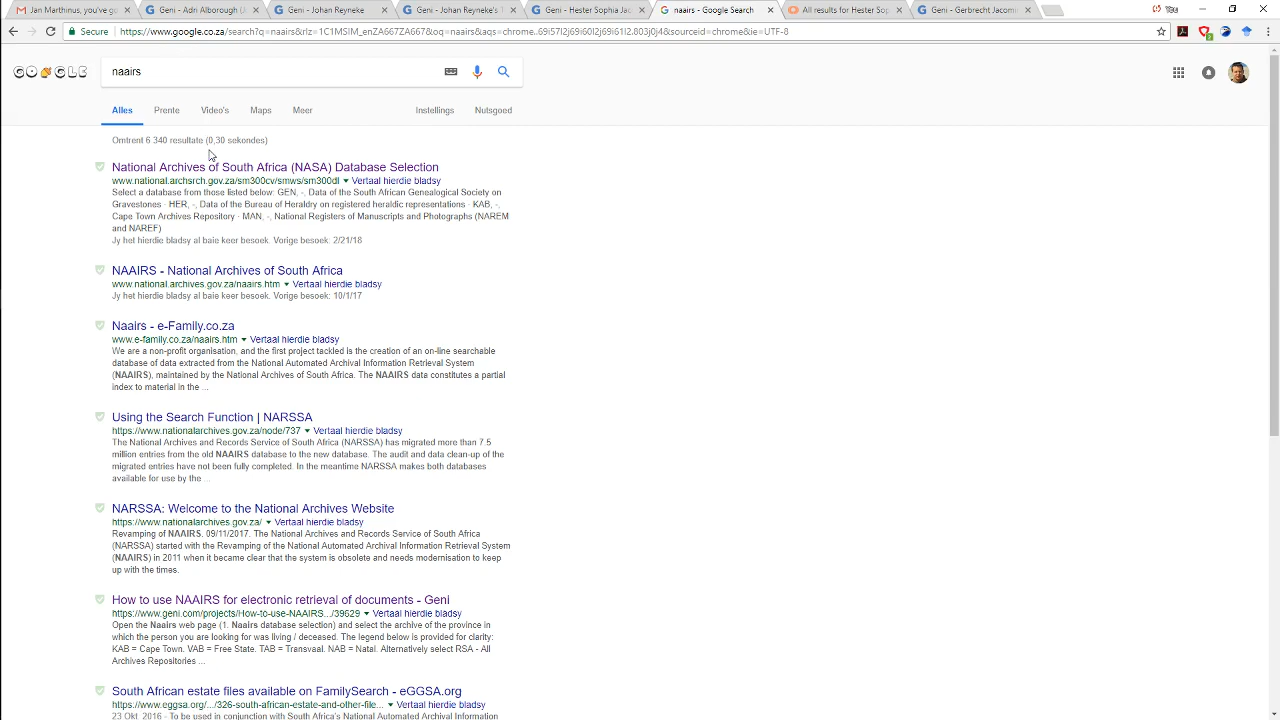 Jan Marthinus, you've go
Geni - Adri Alborough (D
Geni - Johan Reyneke
Geni - Johan Reyneke's T
Geni - Hester Sophia Jac
naairs - Google Search
All results for Hester Sop
Geni - Gerbrecht Jacomin
Secure
https://www.google.co.za/search?q=naairs&rlz=1C1MSIM_enZA667ZA667&oq=naairs&aqs=chrome..69i57l2j69i60l2j69i61l2.803j0j4&sourceid=chrome&ie=UTF-8
naairs
Alles Prente Video's Maps Meer Instellings Nutsgoed
Omtrent 6 340 resultate (0,30 sekondes)
National Archives of South Africa (NASA) Database Selection
www.national.archsrch.gov.za/sm300cv/smws/sm300dl ▼ Vertaal hierdie bladsy
Select a database from those listed below: GEN, -, Data of the South African Genealogical Society on
Gravestones · HER, -, Data of the Bureau of Heraldry on registered heraldic representations · KAB, -,
Cape Town Archives Repository · MAN, -, National Registers of Manuscripts and Photographs (NAREM
and NAREF)
Jy het hierdie bladsy al baie keer besoek. Vorige besoek: 2/21/18
NAAIRS - National Archives of South Africa
www.national.archives.gov.za/naairs.htm ▼ Vertaal hierdie bladsy
Jy het hierdie bladsy al baie keer besoek. Vorige besoek: 10/1/17
Naairs - e-Family.co.za
www.e-family.co.za/naairs.htm ▼ Vertaal hierdie bladsy
We are a non-profit organisation, and the first project tackled is the creation of an on-line searchable
database of data extracted from the National Automated Archival Information Retrieval System
(NAAIRS), maintained by the National Archives of South Africa. The NAAIRS data constitutes a partial
index to material in the ...
Using the Search Function | NARSSA
https://www.nationalarchives.gov.za/node/737 ▼ Vertaal hierdie bladsy
The National Archives and Records Service of South Africa (NARSSA) has migrated more than 7.5
million entries from the old NAAIRS database to the new database. The audit and data clean-up of the
migrated entries have not been fully completed. In the meantime NARSSA makes both databases
available for use by the ...
NARSSA: Welcome to the National Archives Website
https://www.nationalarchives.gov.za/ ▼ Vertaal hierdie bladsy
Revamping of NAAIRS. 09/11/2017. The National Archives and Records Service of South Africa
(NARSSA) started with the Revamping of the National Automated Archival Information Retrieval System
(NAAIRS) in 2011 when it became clear that the system is obsolete and needs modernisation to keep
up with the times.
How to use NAAIRS for electronic retrieval of documents - Geni
https://www.geni.com/projects/How-to-use-NAAIRS.../39629 ▼ Vertaal hierdie bladsy
Open the Naairs web page (1. Naairs database selection) and select the archive of the province in
which the person you are looking for was living / deceased. The legend below is provided for clarity:
KAB = Cape Town. VAB = Free State. TAB = Transvaal. NAB = Natal. Alternatively select RSA - All
Archives Repositories ...
South African estate files available on FamilySearch - eGGSA.org
https://www.eggsa.org/.../326-south-african-estate-and-other-file... ▼ Vertaal hierdie bladsy
23 Okt. 2016 - To be used in conjunction with South Africa's National Automated Archival Information